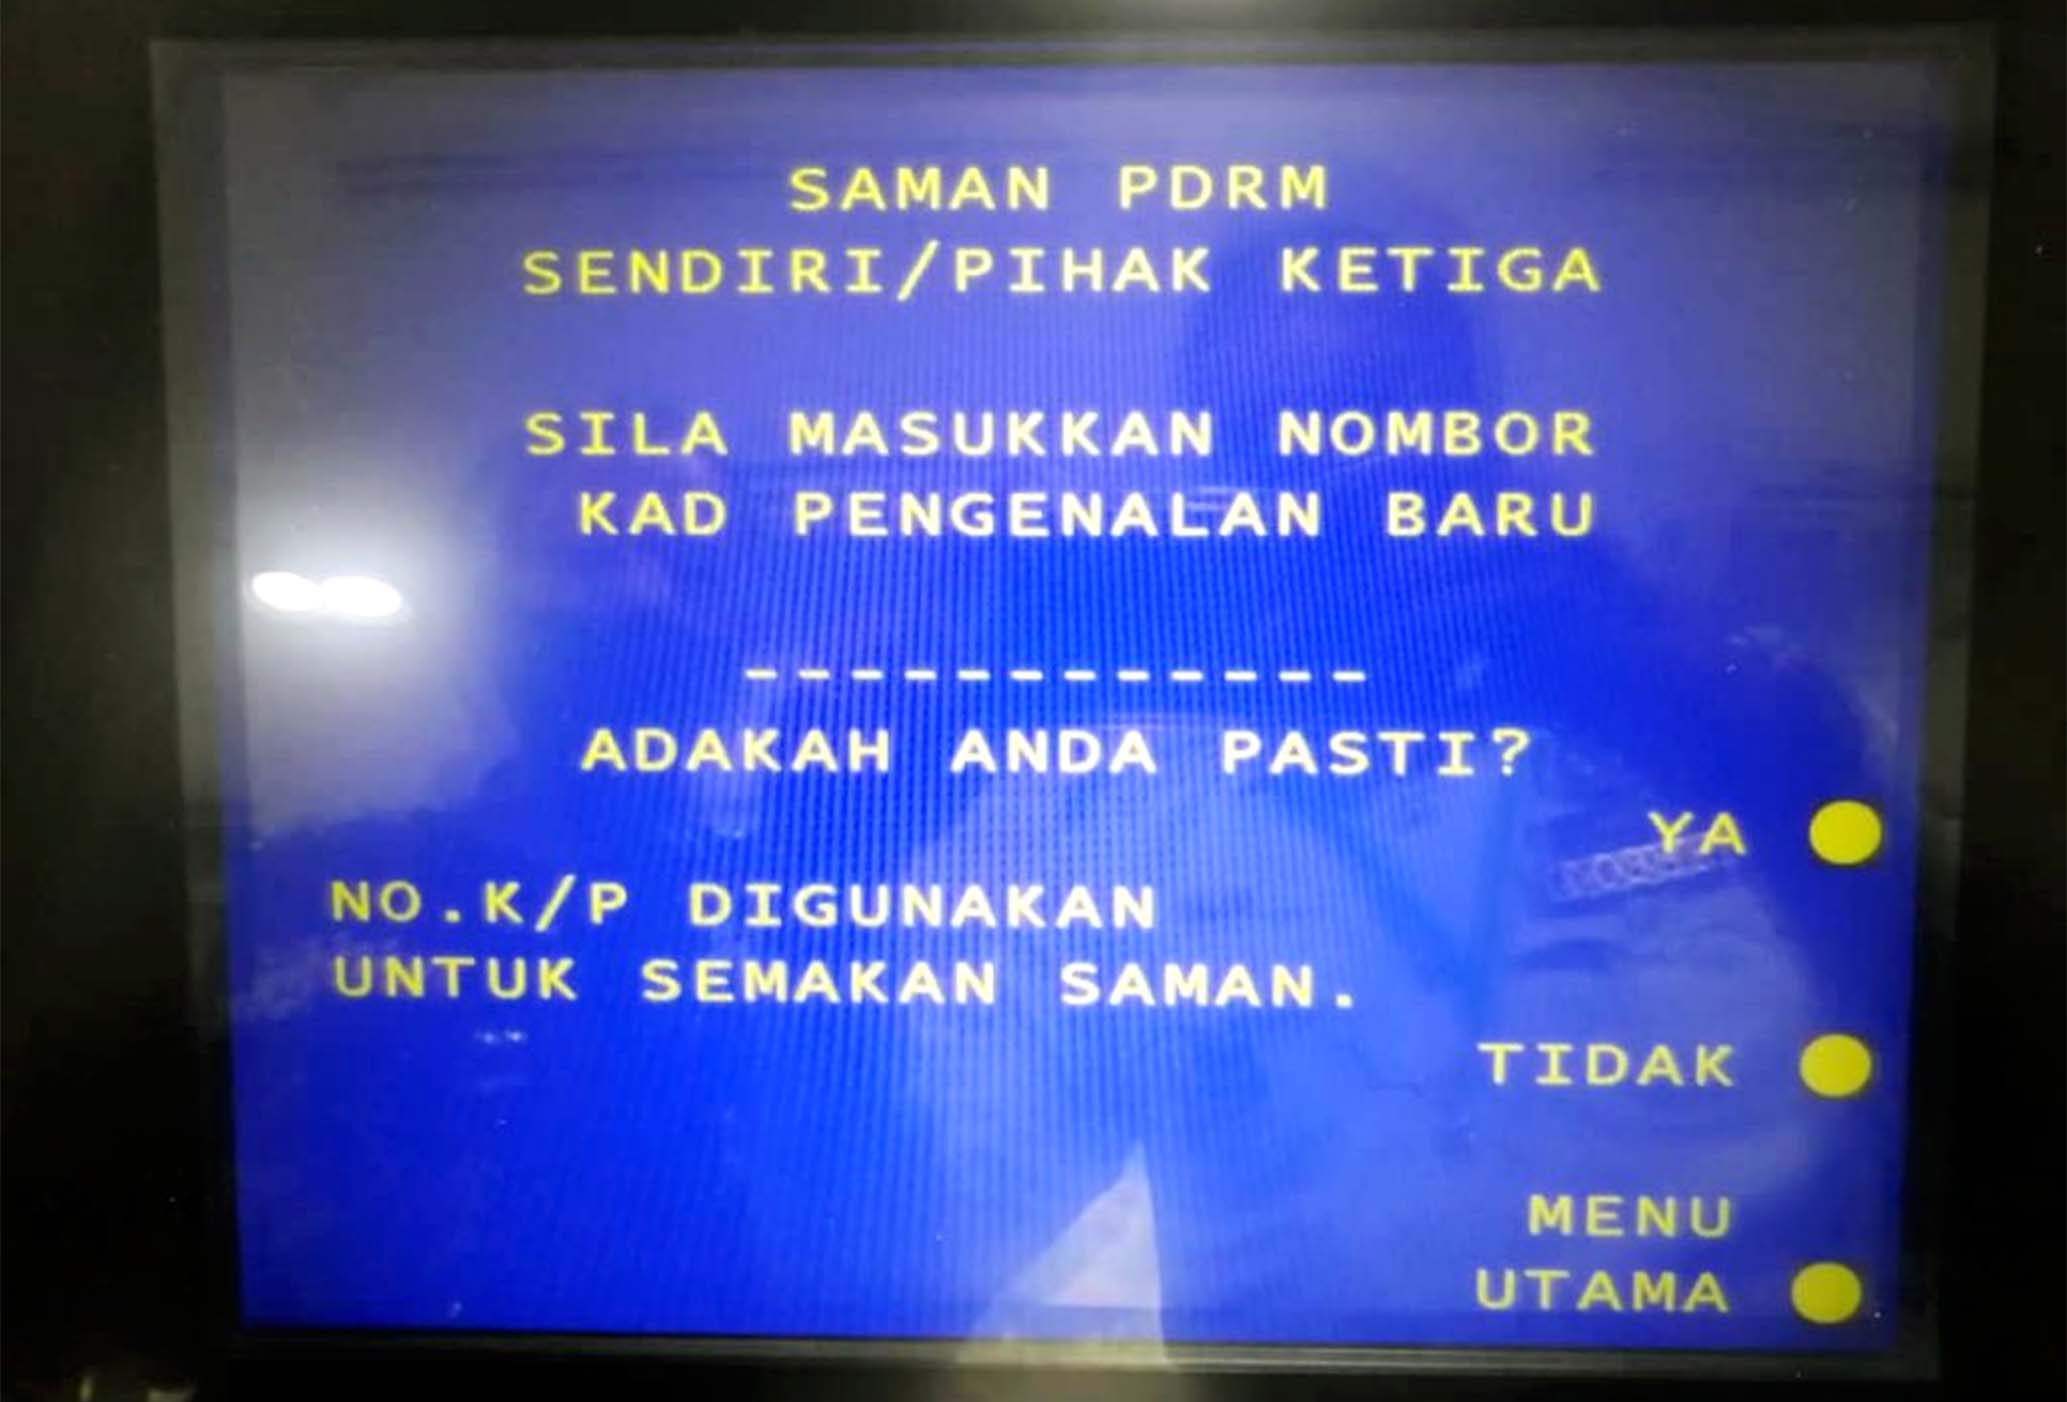 SAMAN PDRM
SENDIRI/PIHAK KETIGA
SILA MASUKKAN NOMBOR
KAD PENGENALAN BARU
------------
ADAKAH ANDA PASTI?
YA
NO.K/P DIGUNAKAN
UNTUK SEMAKAN SAMAN.
TIDAK
MENU
UTAMA